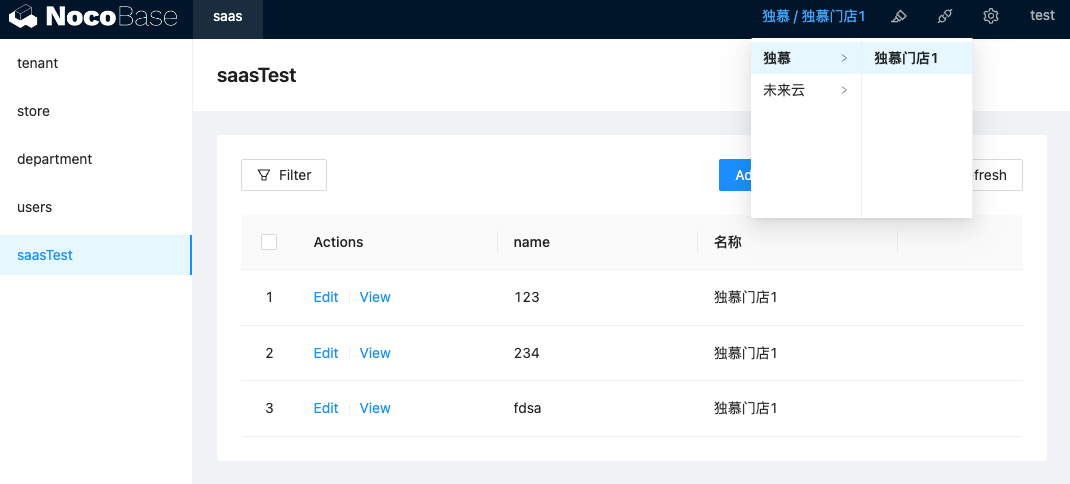 NocoBase saas 独慕 / 独慕门店1 test
tenant
store
department
users
saasTest
saasTest
独慕 独慕门店1
未来云
Filter
name 名称
Actions
1 Edit View 123 独慕门店1
2 Edit View 234 独慕门店1
3 Edit View fdsa 独慕门店1